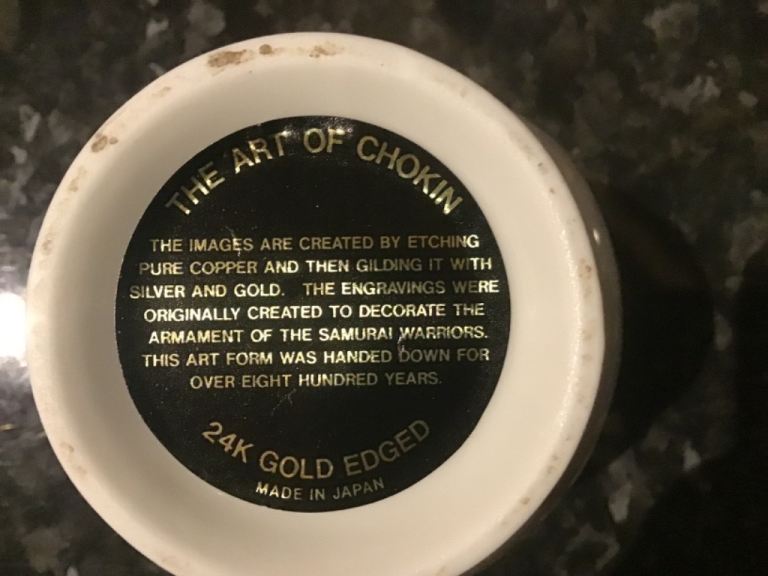 THE ART OF CHOKIN
THE IMAGES ARE CREATED BY ETCHING
PURE COPPER AND THEN GILDING IT WITH
SILVER AND GOLD. THE ENGRAVINGS WERE
ORIGINALLY CREATED TO DECORATE THE
ARMAMENT OF THE SAMURAI WARRIORS.
THIS ART FORM WAS HANDED DOWN FOR
OVER EIGHT HUNDRED YEARS.
24K GOLD EDGED
MADE IN JAPAN